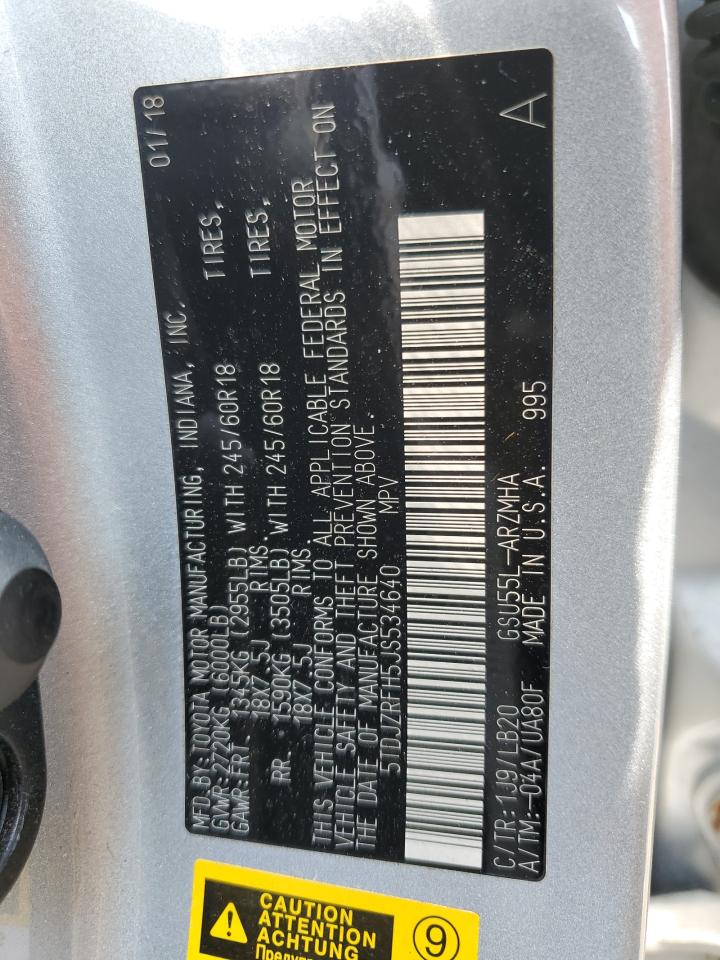 MFD.BY:TOYOTA MOTOR MANUFACTURING, INDIANA, INC. 01/18
GVWR:2720KG (6000LB)
GAWR:FRT 1345KG (2955LB) WITH 245/60R18 TIRES,
18X7.5J RIMS
RR 1590KG (3505LB) WITH 245/60R18 TIRES,
18X7.5J RIMS
THIS VEHICLE CONFORMS TO ALL APPLICABLE FEDERAL MOTOR
VEHICLE SAFETY AND THEFT PREVENTION STANDARDS IN EFFECT ON
THE DATE OF MANUFACTURE SHOWN ABOVE.
5TDJZRFH5JS534640 MPV
C/TR:1J9/LB20 GSU55L-ARZMHA
A/TM:-04A/UA80F MADE IN U.S.A. 995 A
CAUTION
ATTENTION
ACHTUNG
9